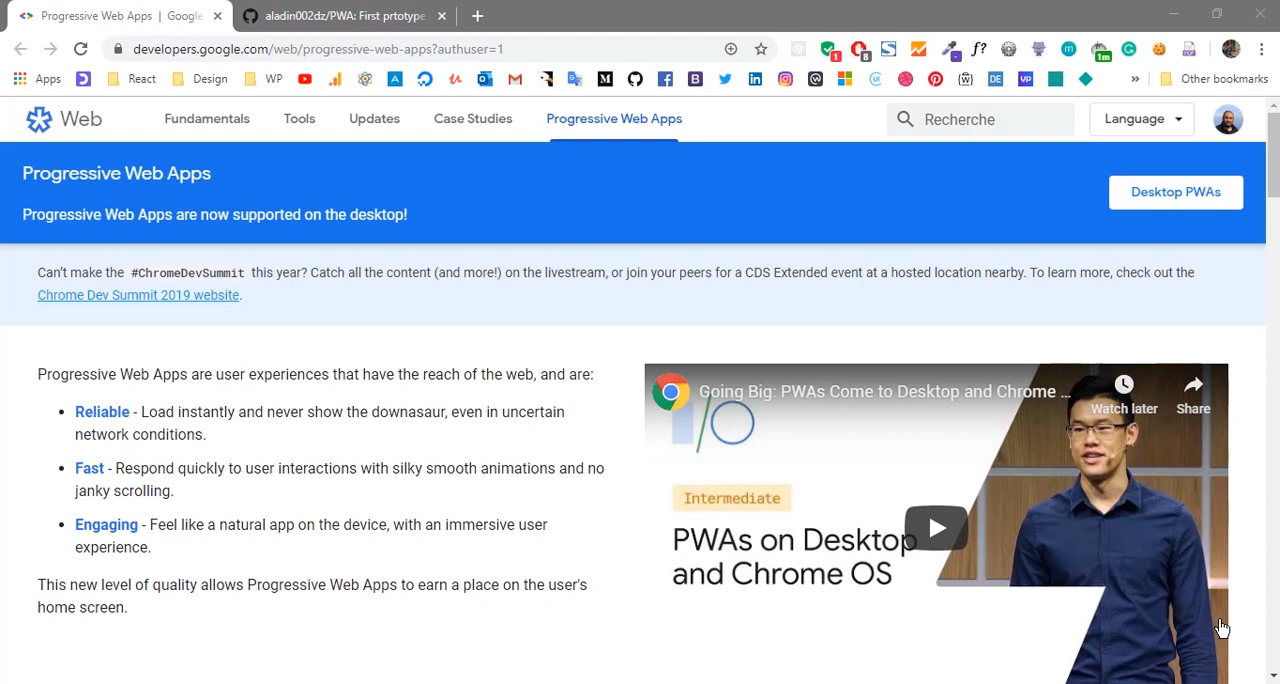 Progressive Web Apps | Google
aladin002dz/PWA: First prtotype
developers.google.com/web/progressive-web-apps?authuser=1
1
8
f?
m
1m
Apps
React
Design
WP
M
DE
VP
»
Other bookmarks
Web
Fundamentals
Tools
Updates
Case Studies
Progressive Web Apps
Recherche
Language
Progressive Web Apps
Progressive Web Apps are now supported on the desktop!
Desktop PWAs
Can't make the #ChromeDevSummit this year? Catch all the content (and more!) on the livestream, or join your peers for a CDS Extended event at a hosted location nearby. To learn more, check out the
Chrome Dev Summit 2019 website.
Progressive Web Apps are user experiences that have the reach of the web, and are:
• Reliable - Load instantly and never show the downasaur, even in uncertain
network conditions.
• Fast - Respond quickly to user interactions with silky smooth animations and no
janky scrolling.
• Engaging - Feel like a natural app on the device, with an immersive user
experience.
This new level of quality allows Progressive Web Apps to earn a place on the user's
home screen.
Going Big: PWAs Come to Desktop and Chrome ...
Watch later
Share
I/O
Intermediate
PWAs on Desktop
and Chrome OS